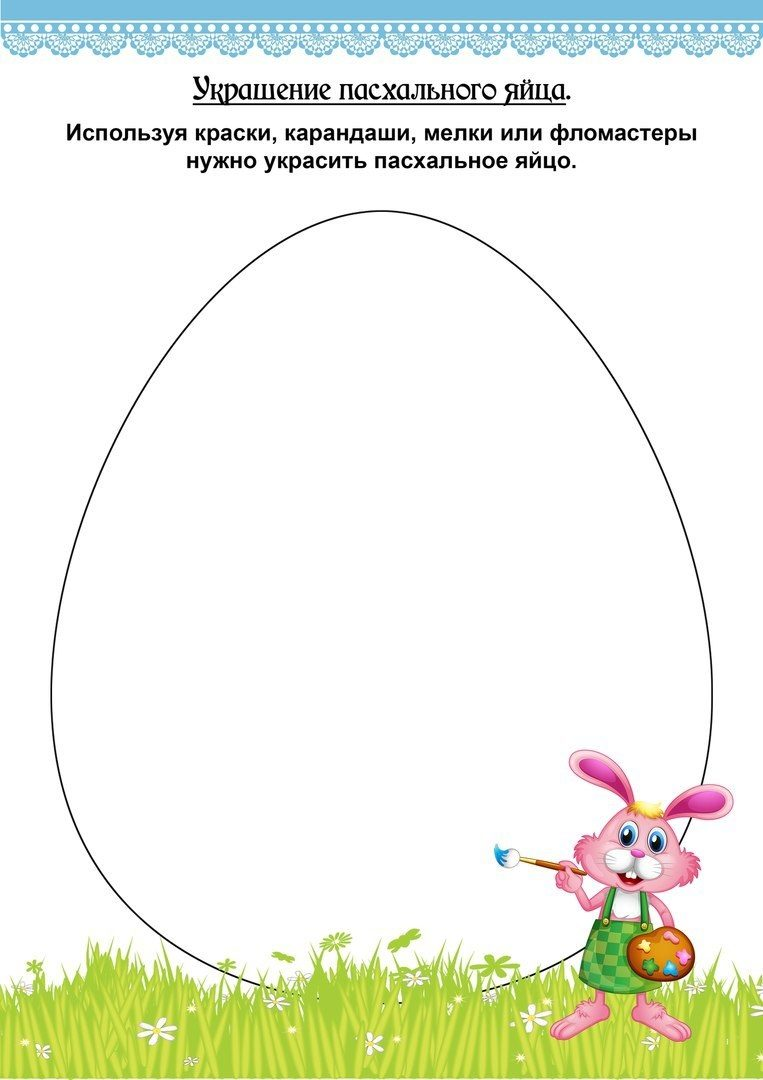 Украшение пасхального яйца.
Используя краски, карандаши, мелки или фломастеры
нужно украсить пасхальное яйцо.